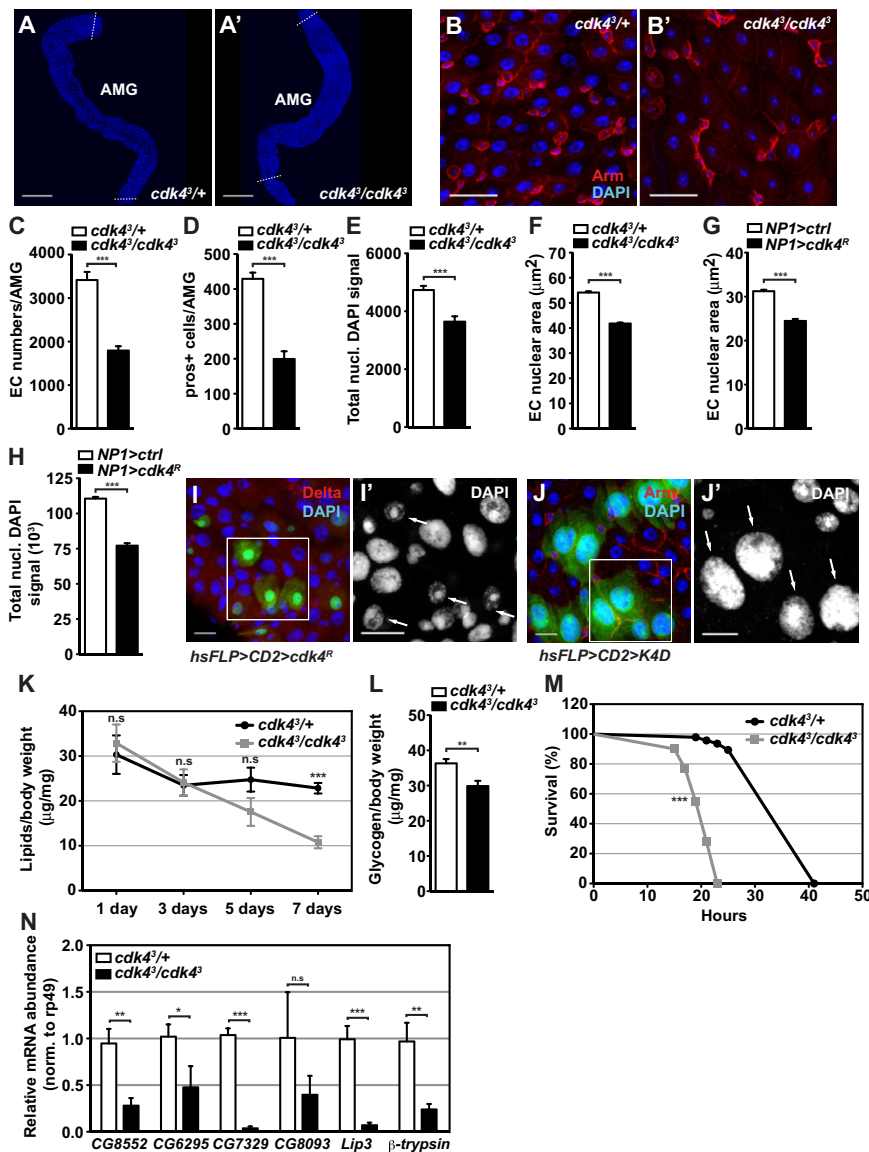 A
AMG
cdk4³/+
A'
AMG
cdk4³/cdk4³
B
cdk4³/+
Arm
DAPI
B'
cdk4³/cdk4³
C
cdk4³/+
cdk4³/cdk4³
***
EC numbers/AMG
4000
3000
2000
1000
0
D
cdk4³/+
cdk4³/cdk4³
***
pros+ cells/AMG
500
400
300
200
100
0
E
cdk4³/+
cdk4³/cdk4³
***
Total nucl. DAPI signal
6000
4000
2000
0
F
cdk4³/+
cdk4³/cdk4³
***
EC nuclear area (μm²)
60
50
40
30
20
10
0
G
NP1>ctrl
NP1>cdk4ᴿ
***
EC nuclear area (μm²)
40
30
20
10
0
H
NP1>ctrl
NP1>cdk4ᴿ
***
Total nucl. DAPI
signal (10³)
125
100
75
50
25
0
I
Delta
DAPI
hsFLP>CD2>cdk4ᴿ
I'
DAPI
J
Arm
DAPI
hsFLP>CD2>K4D
J'
DAPI
K
cdk4³/+
cdk4³/cdk4³
n.s
n.s
n.s
***
Lipids/body weight
(μg/mg)
40
30
20
10
0
1 day
3 days
5 days
7 days
L
cdk4³/+
cdk4³/cdk4³
**
Glycogen/body weight
(μg/mg)
50
40
30
20
10
0
M
cdk4³/+
cdk4³/cdk4³
***
Survival (%)
120
100
80
60
40
20
0
0
10
20
30
40
50
Hours
N
cdk4³/+
cdk4³/cdk4³
**
*
***
n.s
***
**
Relative mRNA abundance
(norm. to rp49)
2.0
1.5
1.0
0.5
0.0
CG8552
CG6295
CG7329
CG8093
Lip3
β-trypsin